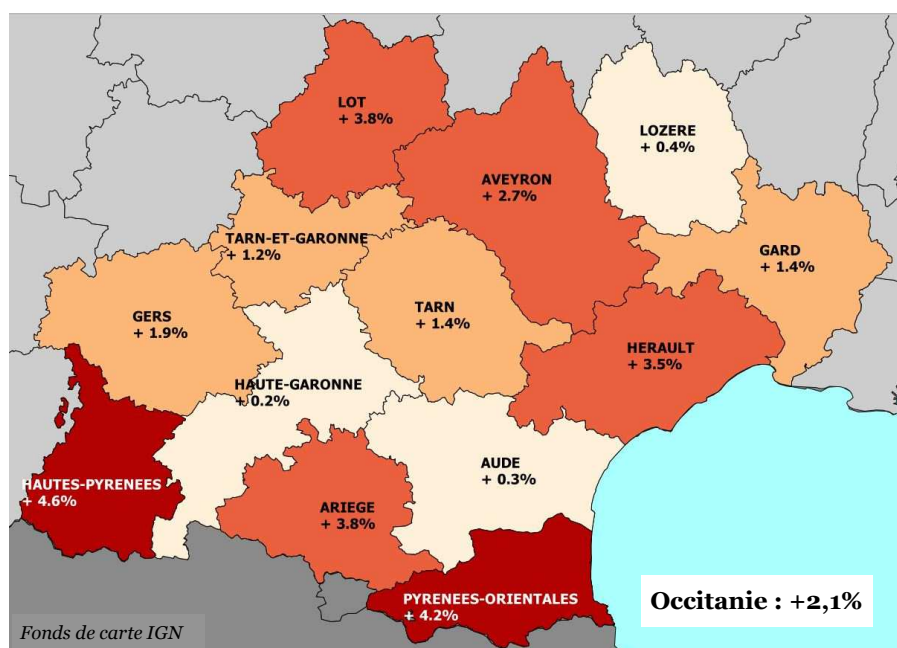 LOT
+ 3.8%
LOZERE
+ 0.4%
AVEYRON
+ 2.7%
TARN-ET-GARONNE
+ 1.2%
GARD
+ 1.4%
GERS
+ 1.9%
TARN
+ 1.4%
HERAULT
+ 3.5%
HAUTE-GARONNE
+ 0.2%
AUDE
+ 0.3%
HAUTES-PYRENEES
+ 4.6%
ARIEGE
+ 3.8%
PYRENEES-ORIENTALES
+ 4.2%
Occitanie : +2,1%
Fonds de carte IGN